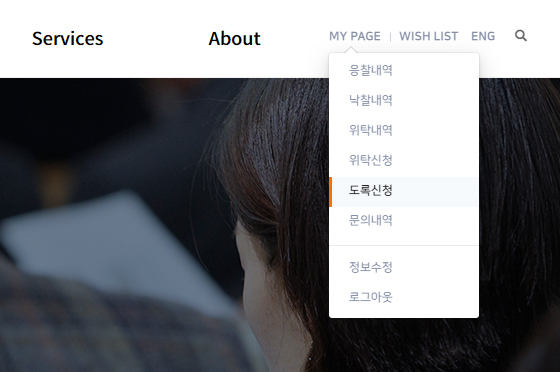 Services About MY PAGE WISH LIST ENG
응찰내역
낙찰내역
위탁내역
위탁신청
도록신청
문의내역
정보수정
로그아웃